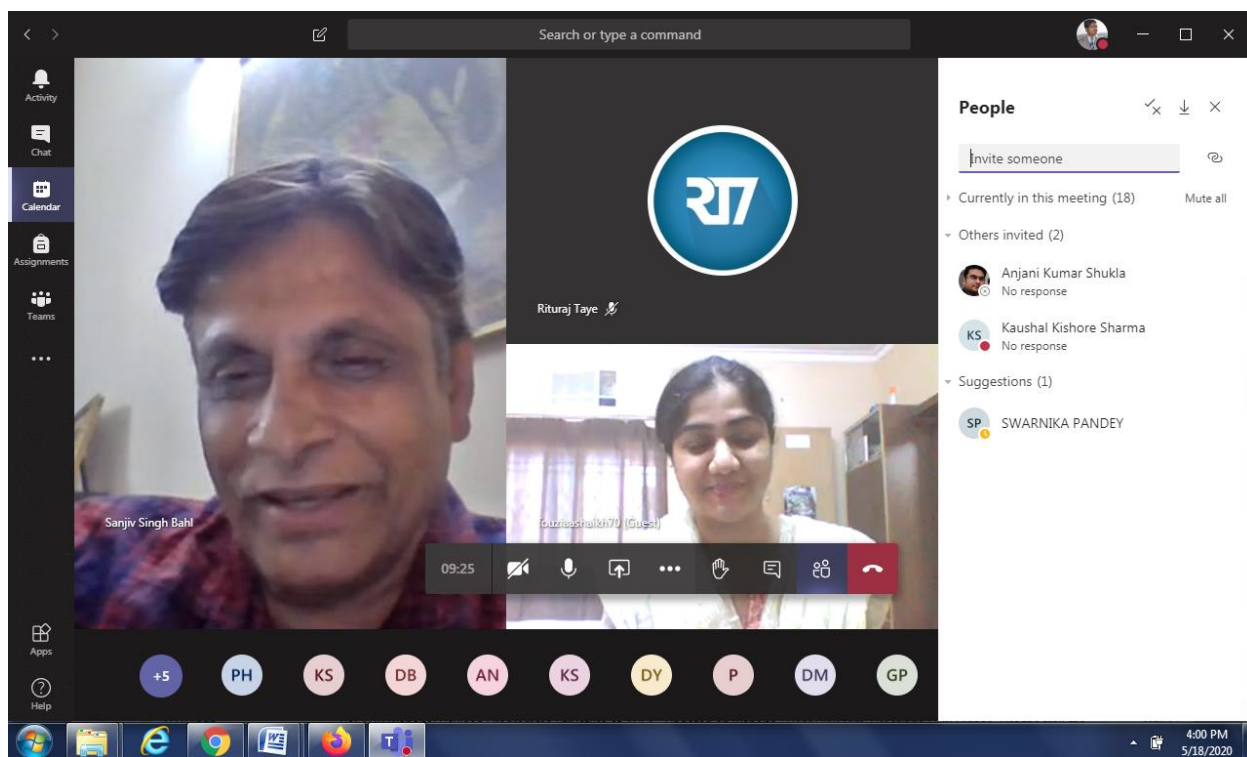 Search or type a command
Activity
Chat
Calendar
Assignments
Teams
Apps
Help
RT7
Rituraj Taye
Sanjiv Singh Bahl
fouziaashaikh70 (Guest)
09:25
+5
PH
KS
DB
AN
KS
DY
P
DM
GP
People
Invite someone
Currently in this meeting (18) Mute all
Others invited (2)
Anjani Kumar Shukla
No response
KS
Kaushal Kishore Sharma
No response
Suggestions (1)
SP
SWARNIKA PANDEY
4:00 PM
5/18/2020